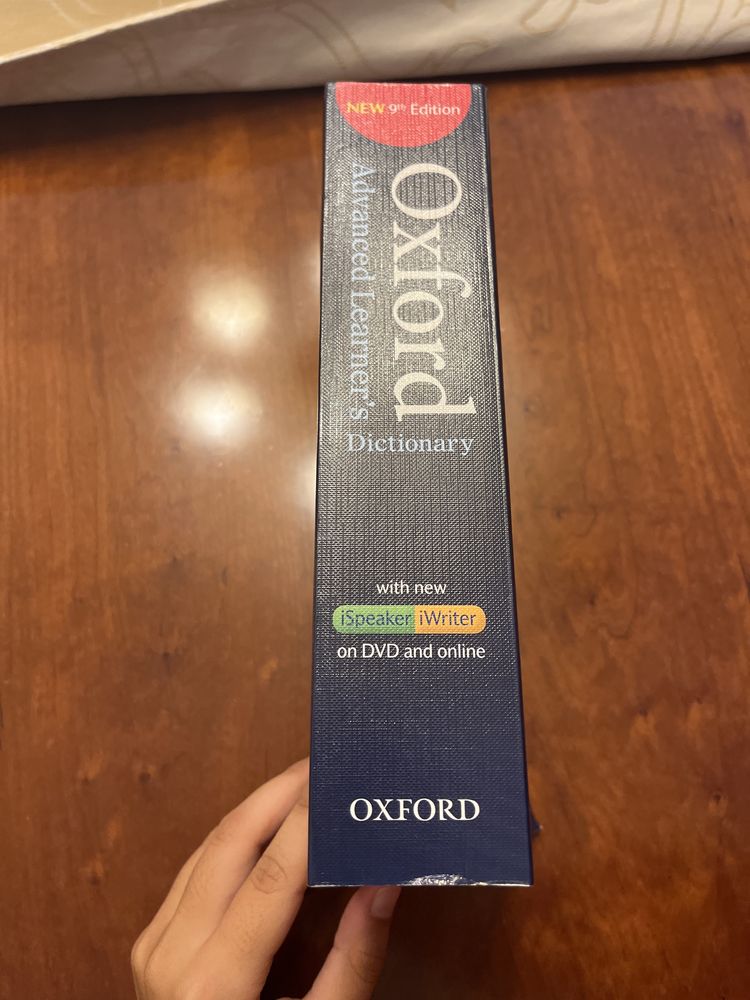 NEW 9th Edition
Oxford
Advanced Learner's
Dictionary
with new
iSpeaker iWriter
on DVD and online
OXFORD